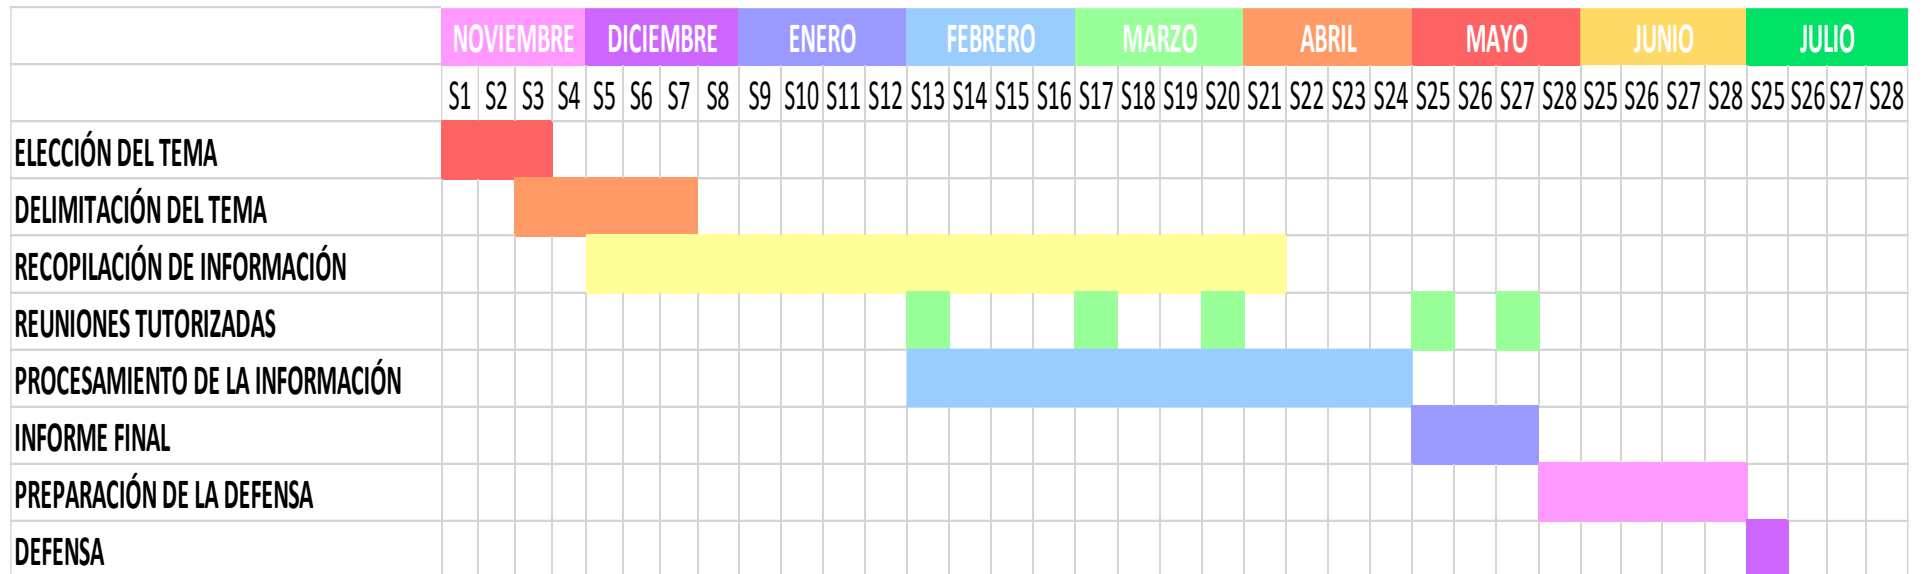 NOVIEMBRE DICIEMBRE ENERO FEBRERO MARZO ABRIL MAYO JUNIO JULIO
S1 S2 S3 S4 S5 S6 S7 S8 S9 S10 S11 S12 S13 S14 S15 S16 S17 S18 S19 S20 S21 S22 S23 S24 S25 S26 S27 S28 S25 S26 S27 S28 S25 S26 S27 S28
ELECCIÓN DEL TEMA
DELIMITACIÓN DEL TEMA
RECOPILACIÓN DE INFORMACIÓN
REUNIONES TUTORIZADAS
PROCESAMIENTO DE LA INFORMACIÓN
INFORME FINAL
PREPARACIÓN DE LA DEFENSA
DEFENSA